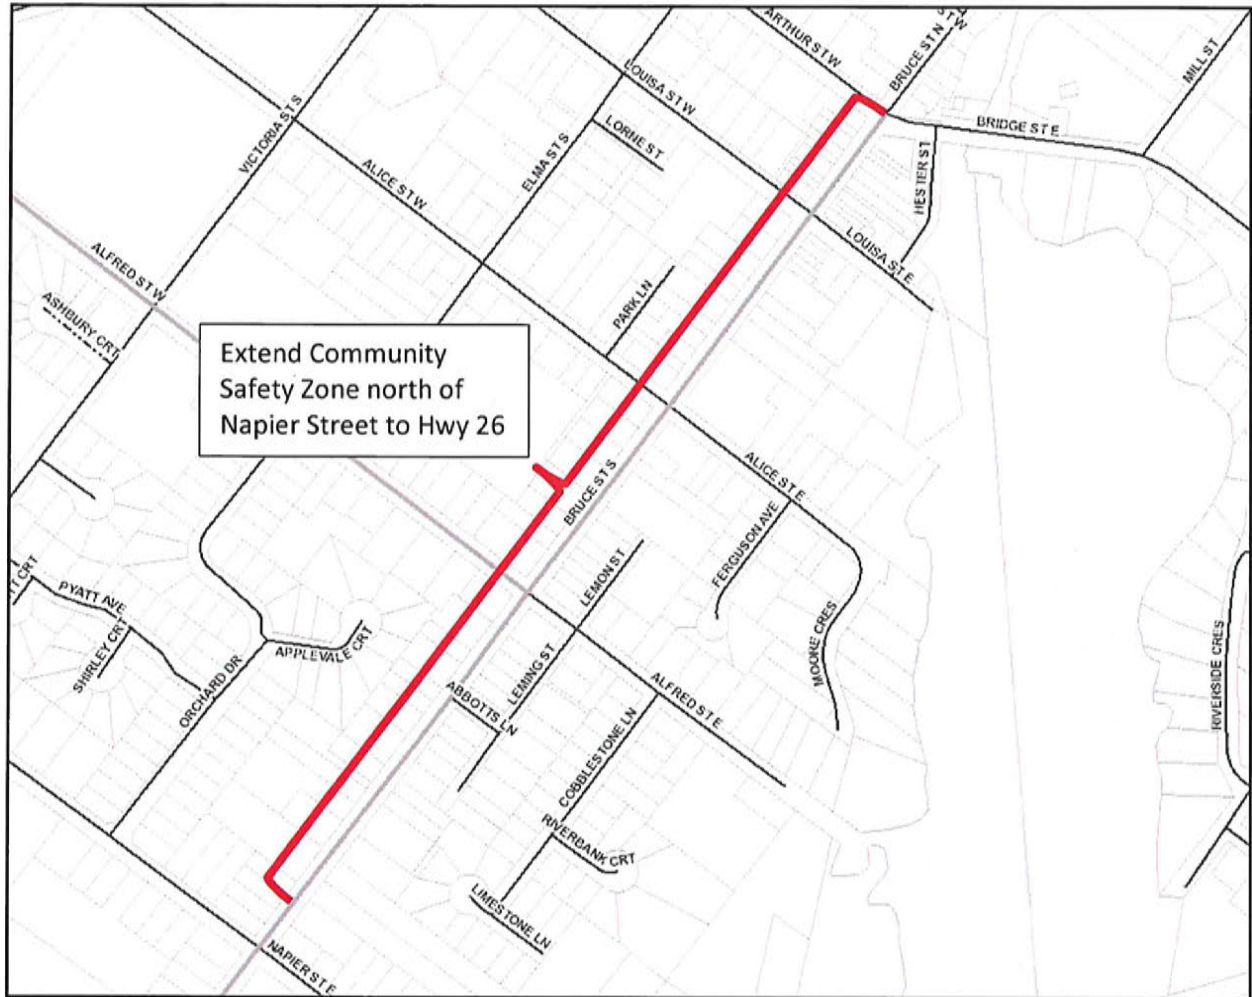 ARTHUR ST W
ST W
BRUCE ST N
MILL ST
LOUISA ST W
BRIDGE ST E
LORNE ST
VICTORIA ST S
ELMA ST S
HESTER ST
ALICE ST W
LOUISA ST E
ALFRED ST W
PARK LN
ASHBURY CRT
Extend Community
Safety Zone north of
Napier Street to Hwy 26
BRUCE ST S
ALICE ST E
FERGUSON AVE
LEMON ST
TT CRT
PYATT AVE
SHIRLEY CRT
APPLEVALE CRT
MOORE CRES
RIVERSIDE CRES
ORCHARD DR
LEMING ST
ABBOTTS LN
ALFRED ST E
COBBLESTONE LN
RIVERBANK CRT
LIMESTONE LN
NAPIER ST E